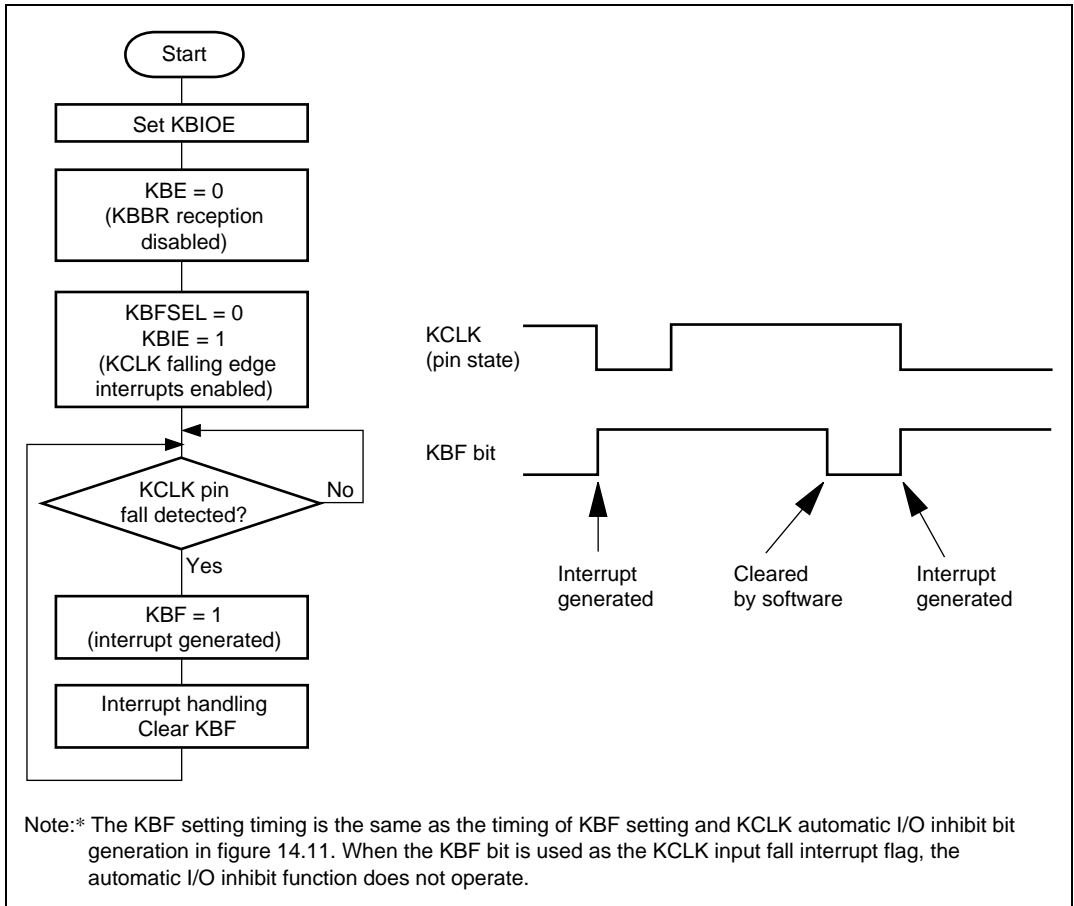 Start
Set KBIOE
KBE = 0
(KBBR reception
disabled)
KBFSEL = 0
KBIE = 1
(KCLK falling edge
interrupts enabled)
KCLK pin
fall detected?
No
Yes
KBF = 1
(interrupt generated)
Interrupt handling
Clear KBF
KCLK
(pin state)
KBF bit
Interrupt
generated
Cleared
by software
Interrupt
generated
Note:* The KBF setting timing is the same as the timing of KBF setting and KCLK automatic I/O inhibit bit
generation in figure 14.11. When the KBF bit is used as the KCLK input fall interrupt flag, the
automatic I/O inhibit function does not operate.